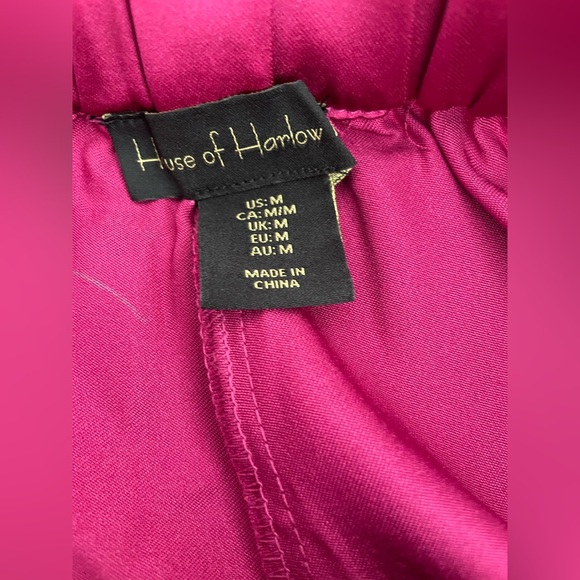 House of Harlow
US: M
CA: M/M
UK: M
EU: M
AU: M
MADE IN
CHINA